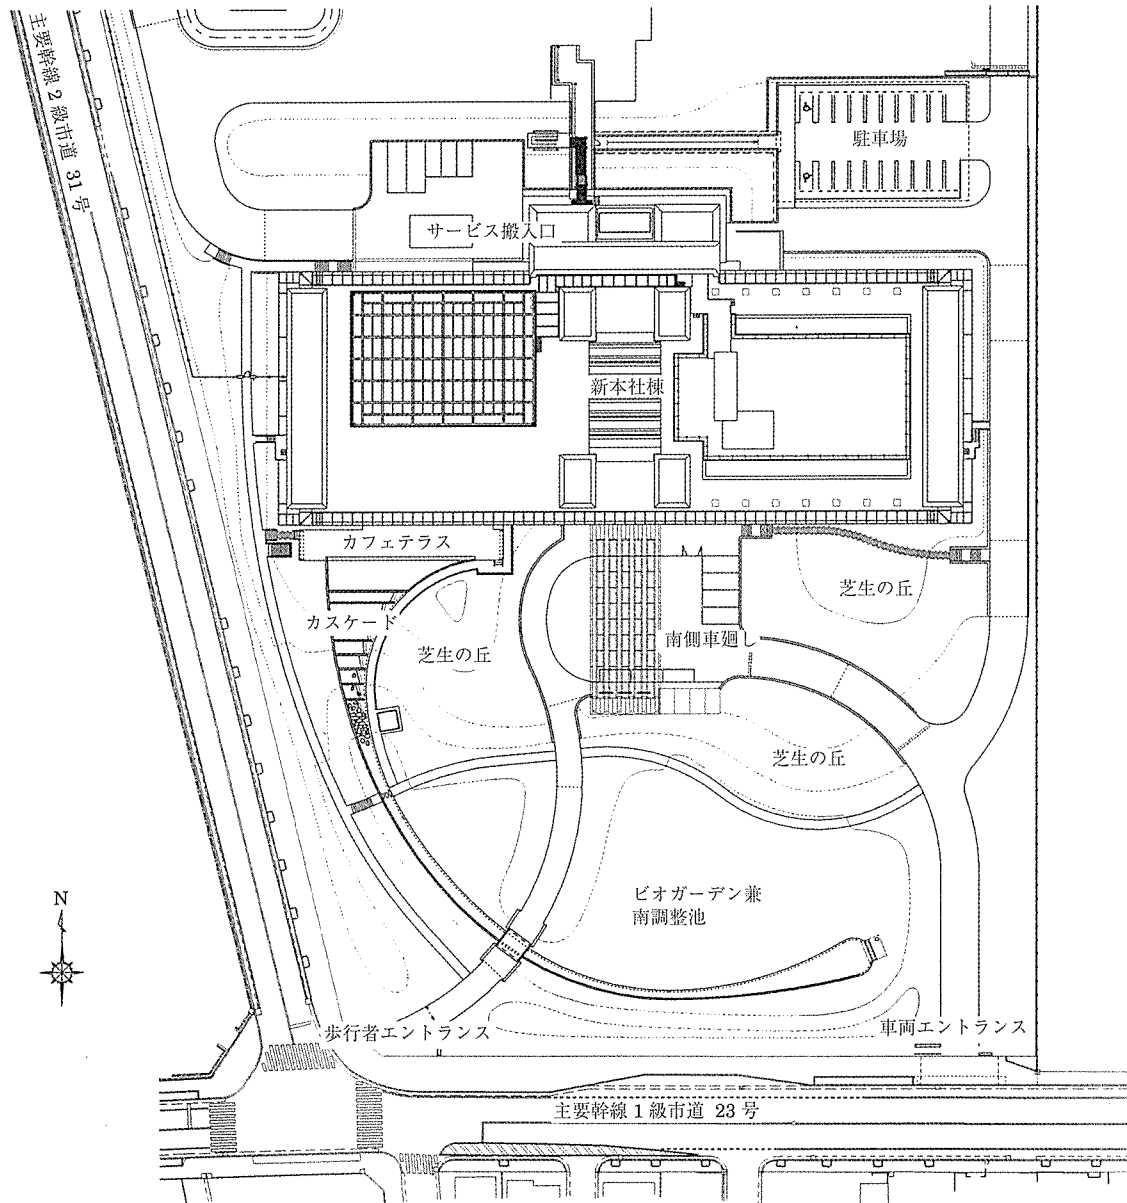 主要幹線 2 級市道 31 号
駐車場
サービス搬入口
新本社棟
カフェテラス
芝生の丘
カスケード
芝生の丘
南側車廻し
芝生の丘
ビオガーデン兼
南調整池
N
歩行者エントランス
車両エントランス
主要幹線 1 級市道 23 号